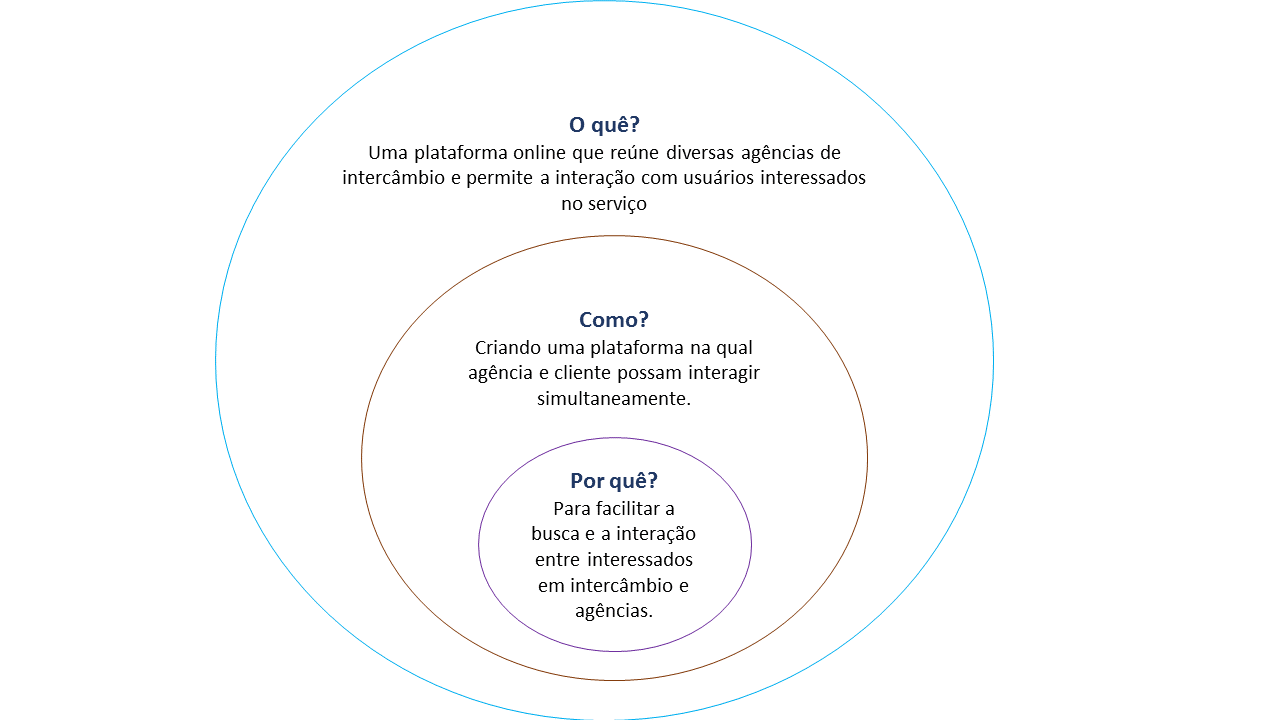 O quê?
Uma plataforma online que reúne diversas agências de
intercâmbio e permite a interação com usuários interessados
no serviço
Como?
Criando uma plataforma na qual
agência e cliente possam interagir
simultaneamente.
Por quê?
Para facilitar a
busca e a interação
entre interessados
em intercâmbio e
agências.